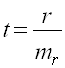 t = r / m_r